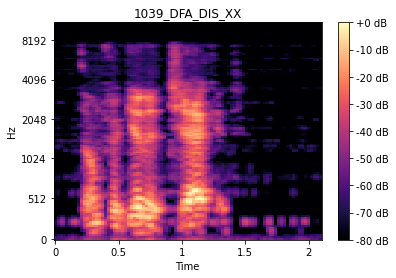 1039_DFA_DIS_XX
+0 dB
8192
-10 dB
4096
-20 dB
-30 dB
2048
Hz
-40 dB
1024
-50 dB
512
-60 dB
-70 dB
0
-80 dB
0
0.5
1
1.5
2
Time